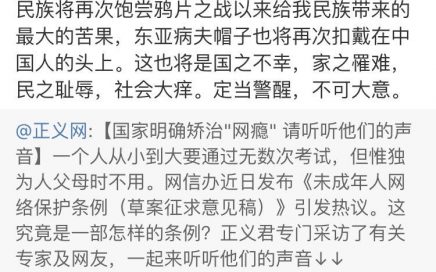 民族将再次饱尝鸦片之战以来给我民族带来的
最大的苦果，东亚病夫帽子也将再次扣戴在中
国人的头上。这也将是国之不幸，家之罹难，
民之耻辱，社会大痒。定当警醒，不可大意。
@正义网:【国家明确矫治"网瘾" 请听听他们的声
音】一个人从小到大要通过无数次考试，但惟独
为人父母时不用。网信办近日发布《未成年人网
络保护条例（草案征求意见稿）》引发热议。这
究竟是一部怎样的条例？正义君专门采访了有关
专家及网友，一起来听听他们的声音↓↓